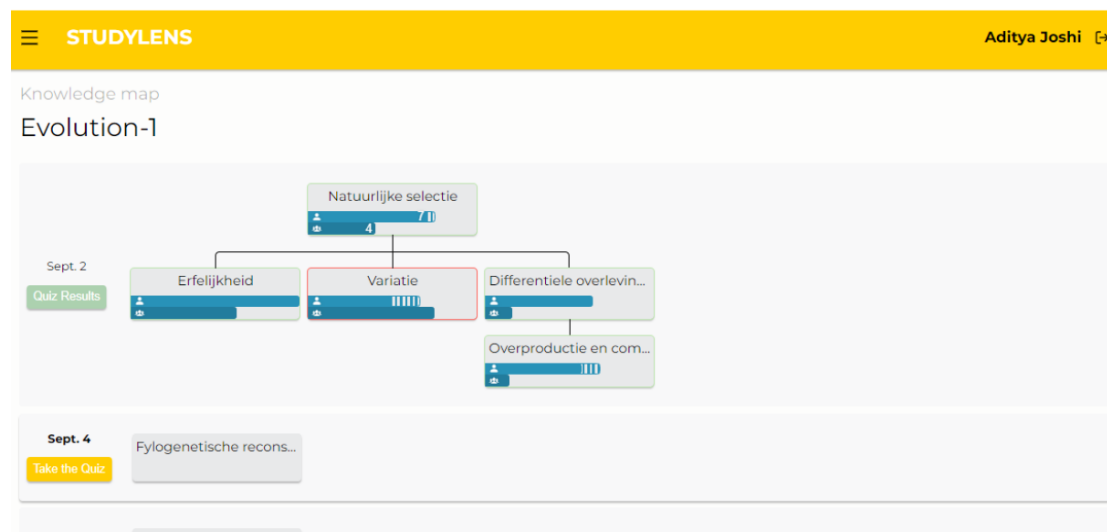 STUDYLENS
Aditya Joshi
Knowledge map
Evolution-1
Natuurlijke selectie
7
4
Sept. 2
Quiz Results
Erfelijkheid
Variatie
Differentiele overlevin...
Overproductie en com...
Sept. 4
Take the Quiz
Fylogenetische recons...